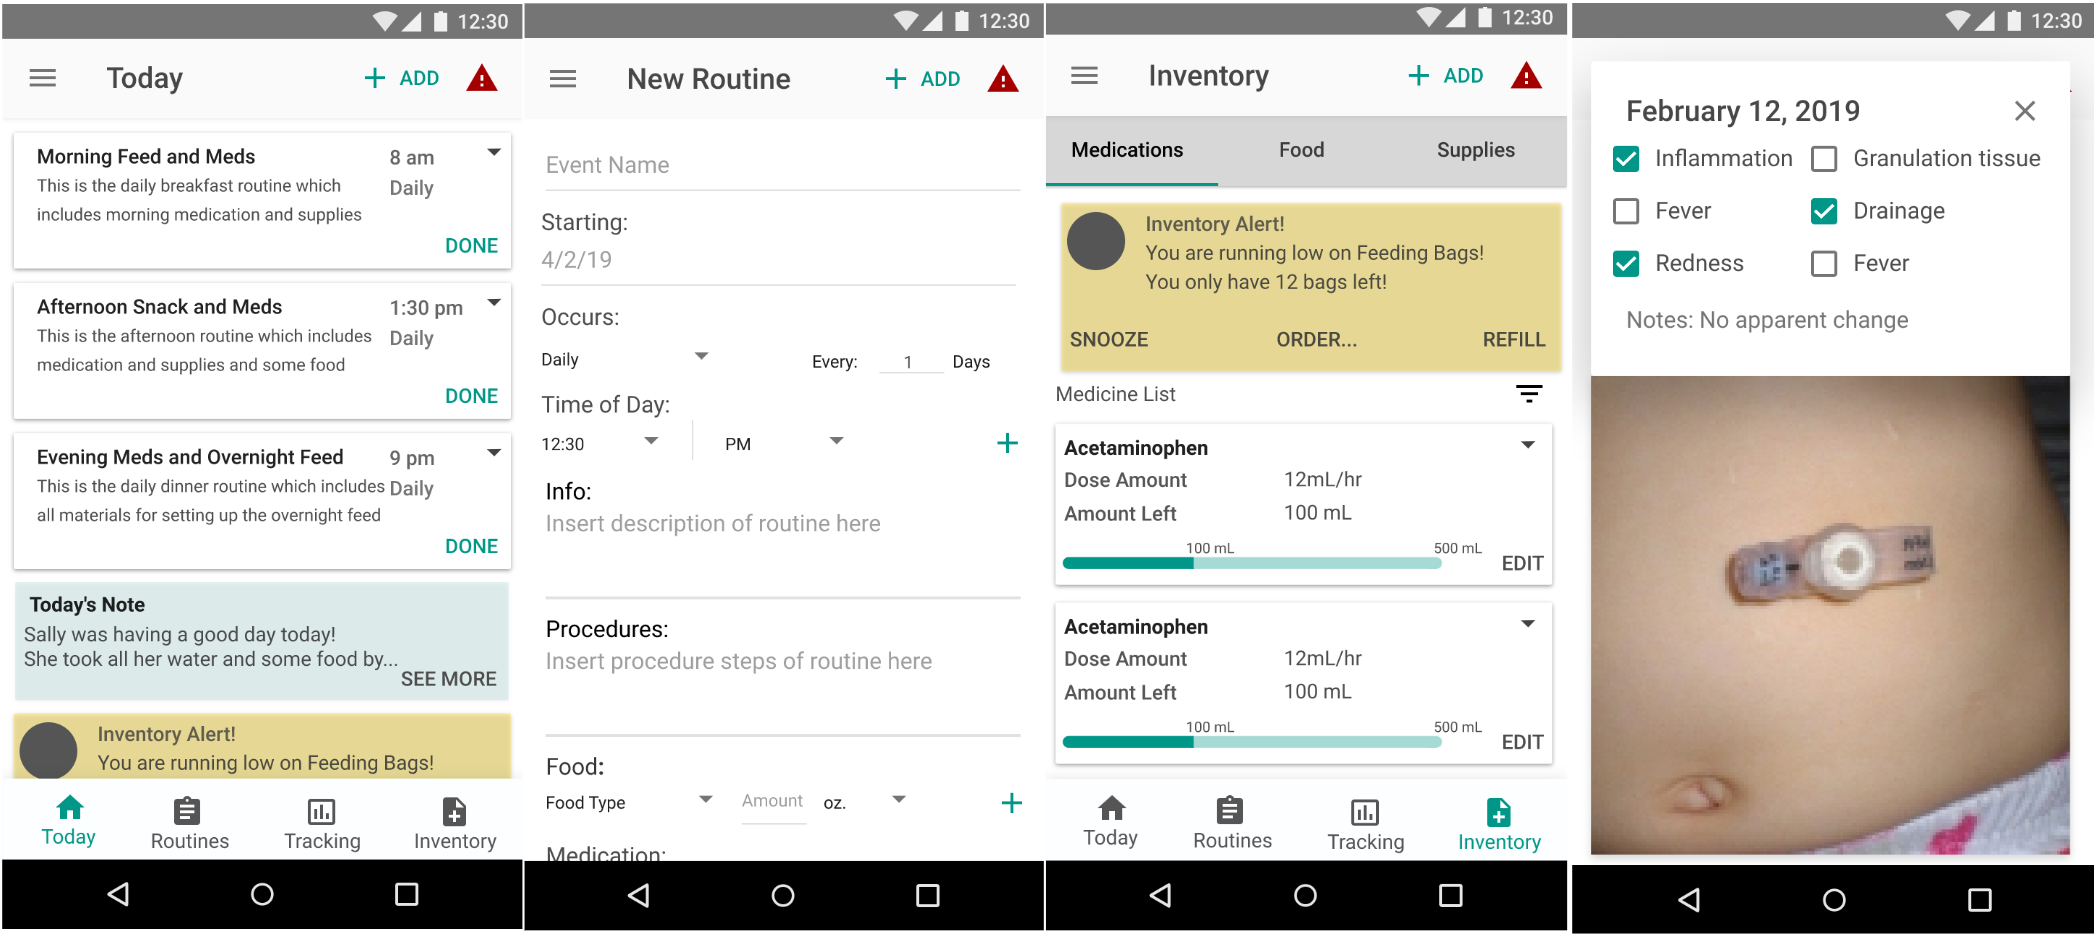 12:30
Today
+ ADD
Morning Feed and Meds
8 am
This is the daily breakfast routine which
Daily
includes morning medication and supplies
DONE
Afternoon Snack and Meds
1:30 pm
This is the afternoon routine which includes
Daily
medication and supplies and some food
DONE
Evening Meds and Overnight Feed
9 pm
This is the daily dinner routine which includes
Daily
all materials for setting up the overnight feed
DONE
Today's Note
Sally was having a good day today!
She took all her water and some food by...
SEE MORE
Inventory Alert!
You are running low on Feeding Bags!
Today
Routines
Tracking
Inventory
12:30
New Routine
+ ADD
Event Name
Starting:
4/2/19
Occurs:
Daily
Every: 1 Days
Time of Day:
12:30
PM
+
Info:
Insert description of routine here
Procedures:
Insert procedure steps of routine here
Food:
Food Type
Amount
oz.
+
Medication:
12:30
Inventory
+ ADD
Medications
Food
Supplies
Inventory Alert!
You are running low on Feeding Bags!
You only have 12 bags left!
SNOOZE
ORDER...
REFILL
Medicine List
Acetaminophen
Dose Amount 12mL/hr
Amount Left 100 mL
100 mL
500 mL
EDIT
Acetaminophen
Dose Amount 12mL/hr
Amount Left 100 mL
100 mL
500 mL
EDIT
Today
Routines
Tracking
Inventory
12:30
February 12, 2019
Inflammation
Granulation tissue
Fever
Drainage
Redness
Fever
Notes: No apparent change